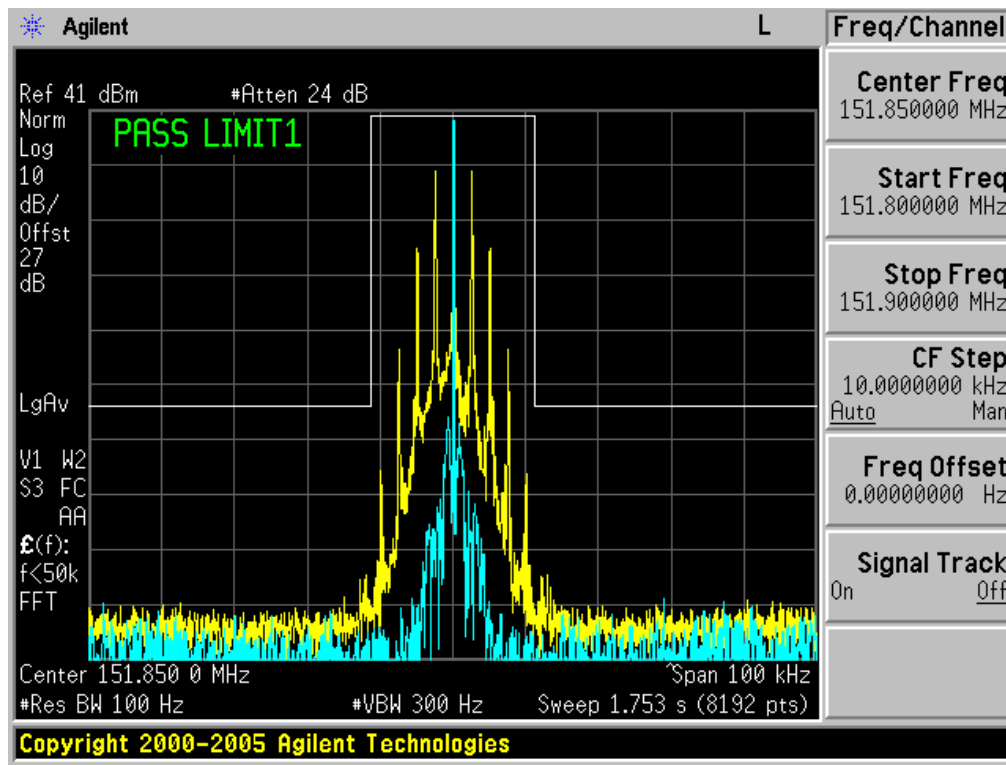 Agilent L Freq/Channel
Ref 41 dBm #Atten 24 dB
Norm
Log
10
dB/
Offst
27
dB
PASS LIMIT1
LgAv
V1 W2
S3 FC
AA
£(f):
f<50k
FFT
Center 151.850 0 MHz ~Span 100 kHz
#Res BW 100 Hz #VBW 300 Hz Sweep 1.753 s (8192 pts)
Copyright 2000-2005 Agilent Technologies
Center Freq
151.850000 MHz
Start Freq
151.800000 MHz
Stop Freq
151.900000 MHz
CF Step
10.0000000 kHz
Auto Man
Freq Offset
0.00000000 Hz
Signal Track
On Off